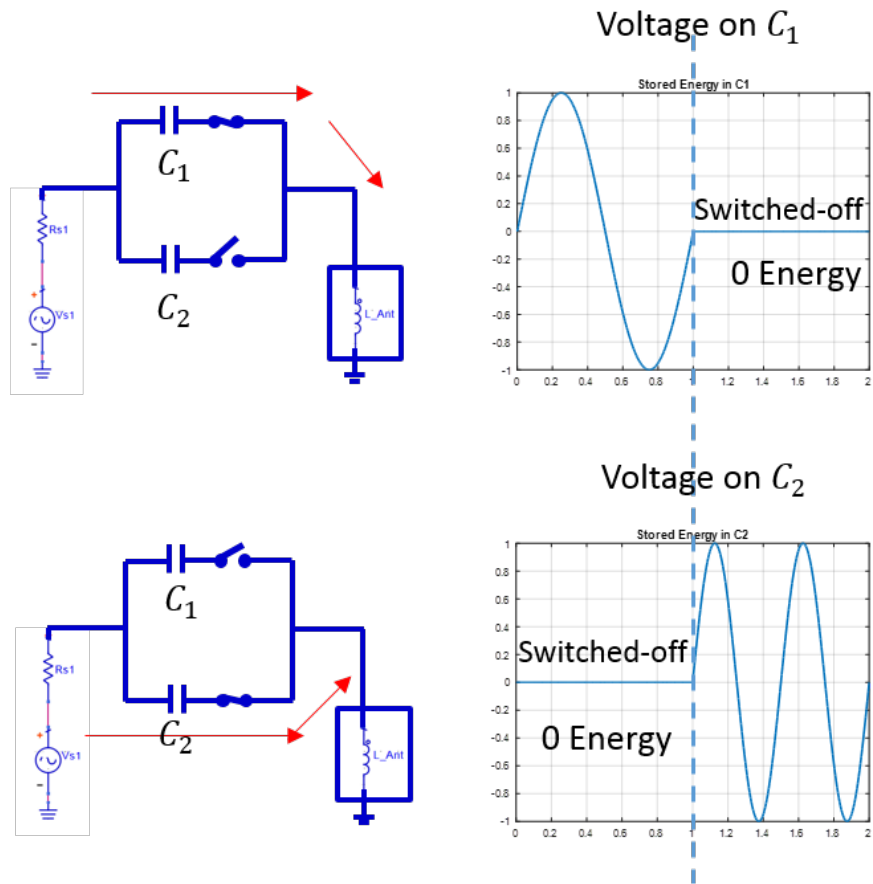 Voltage on C₁
Stored Energy in C1
1
0.8
0.6
0.4
0.2
0
-0.2
-0.4
-0.6
-0.8
-1
0 0.2 0.4 0.6 0.8 1 1.2 1.4 1.6 1.8 2
Switched-off
0 Energy
C₁
C₂
Rs1
+
Vs1
-
L_Ant
Voltage on C₂
Stored Energy in C2
1
0.8
0.6
0.4
0.2
0
-0.2
-0.4
-0.6
-0.8
-1
0 0.2 0.4 0.6 0.8 1 1.2 1.4 1.6 1.8 2
Switched-off
0 Energy
C₁
C₂
Rs1
+
Vs1
-
L_Ant